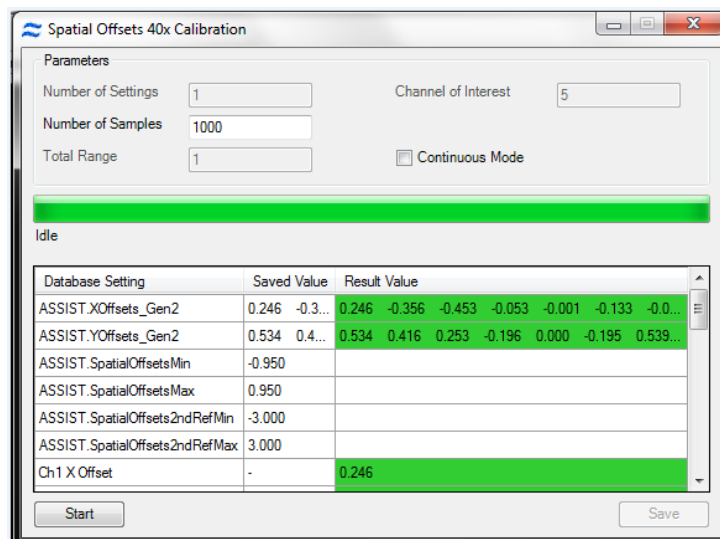 Spatial Offsets 40x Calibration
Parameters
Number of Settings 1 Channel of Interest 5
Number of Samples 1000
Total Range 1 Continuous Mode
Idle
Database Setting Saved Value Result Value
ASSIST.XOffsets_Gen2 0.246 -0.3... 0.246 -0.356 -0.453 -0.053 -0.001 -0.133 -0.0...
ASSIST.YOffsets_Gen2 0.534 0.4... 0.534 0.416 0.253 -0.196 0.000 -0.195 0.539...
ASSIST.SpatialOffsetsMin -0.950
ASSIST.SpatialOffsetsMax 0.950
ASSIST.SpatialOffsets2ndRefMin -3.000
ASSIST.SpatialOffsets2ndRefMax 3.000
Ch1 X Offset - 0.246
Start Save